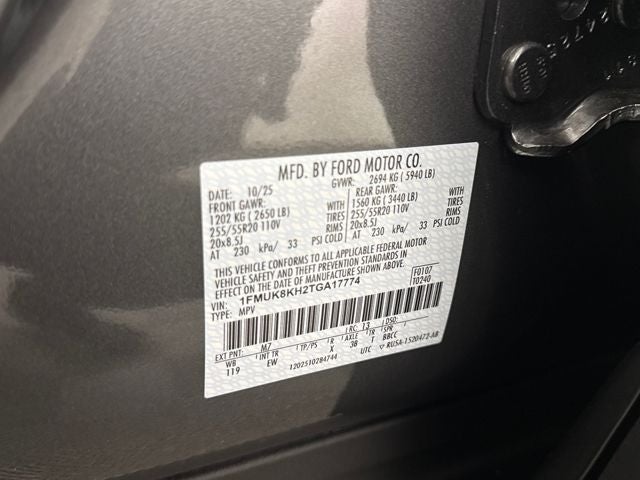 MFD. BY FORD MOTOR CO.
DATE: 10/25 GVWR: 2694 KG ( 5940 LB)
FRONT GAWR: REAR GAWR:
1202 KG ( 2650 LB) WITH 1560 KG ( 3440 LB) WITH
255/55R20 110V TIRES 255/55R20 110V TIRES
20x8.5J RIMS 20x8.5J RIMS
AT 230 kPa/ 33 PSI COLD AT 230 kPa/ 33 PSI COLD
THIS VEHICLE CONFORMS TO ALL APPLICABLE FEDERAL MOTOR
VEHICLE SAFETY AND THEFT PREVENTION STANDARDS IN
EFFECT ON THE DATE OF MANUFACTURE SHOWN ABOVE.
VIN: 1FMUK8KH2TGA17774 F0107
TYPE: MPV T0240
EXT PNT: M7 RC: 13
WB INT TR TP/PS R AXLE TR SPR
119 EW X 38 T BBCC
1202510284744 UTC ▽ RUSA-1520472-AB